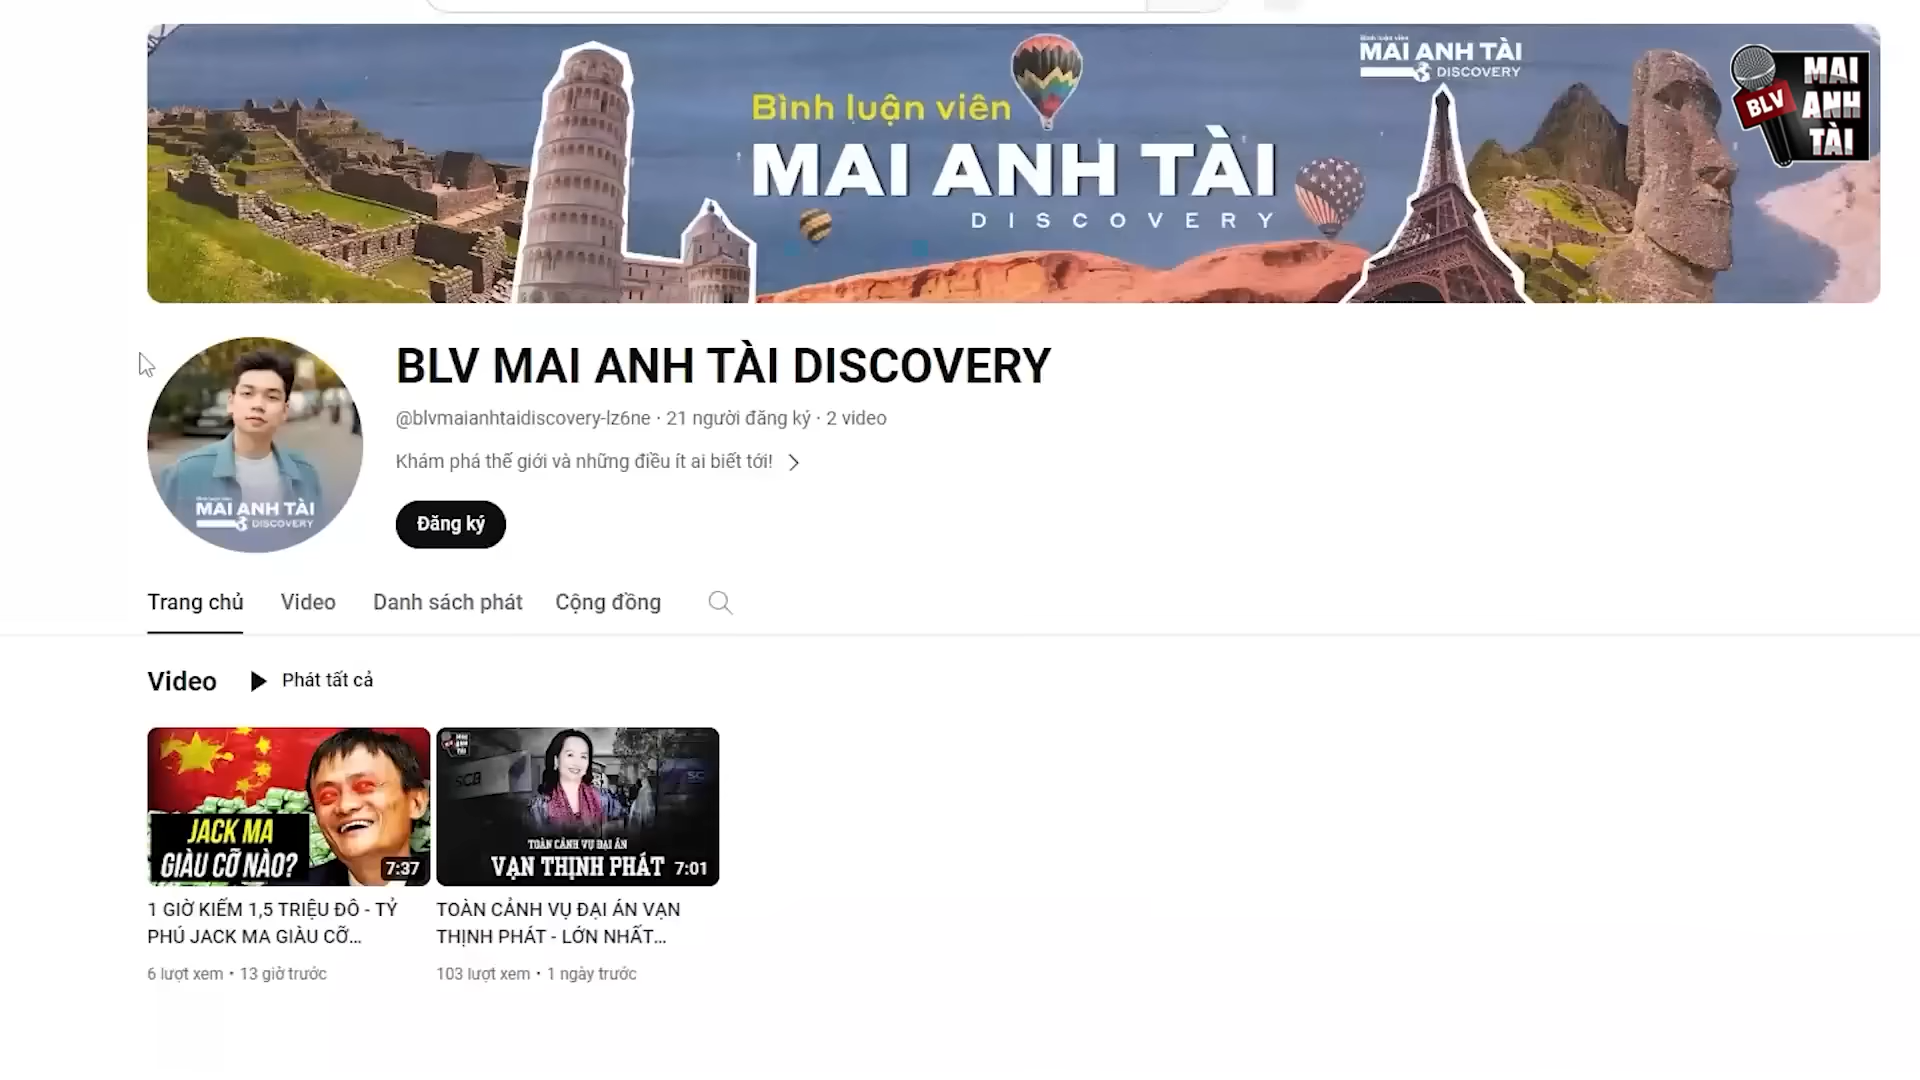 Bình luận viên
MAI ANH TÀI
DISCOVERY
Bình luận viên
MAI ANH TÀI
DISCOVERY
BLV
MAI
ANH
TÀI
BLV MAI ANH TÀI DISCOVERY
@blvmaianhtaidiscovery-lz6ne · 21 người đăng ký · 2 video
Khám phá thế giới và những điều ít ai biết tới!
Đăng ký
MAI ANH TÀI
DISCOVERY
Trang chủ Video Danh sách phát Cộng đồng
Video Phát tất cả
JACK MA
GIÀU CỠ NÀO?
7:37
SCB
TOÀN CẢNH VỤ ĐẠI ÁN
VẠN THỊNH PHÁT
7:01
1 GIỜ KIẾM 1,5 TRIỆU ĐÔ - TỶ
PHÚ JACK MA GIÀU CỠ...
6 lượt xem · 13 giờ trước
TOÀN CẢNH VỤ ĐẠI ÁN VẠN
THỊNH PHÁT - LỚN NHẤT...
103 lượt xem · 1 ngày trước